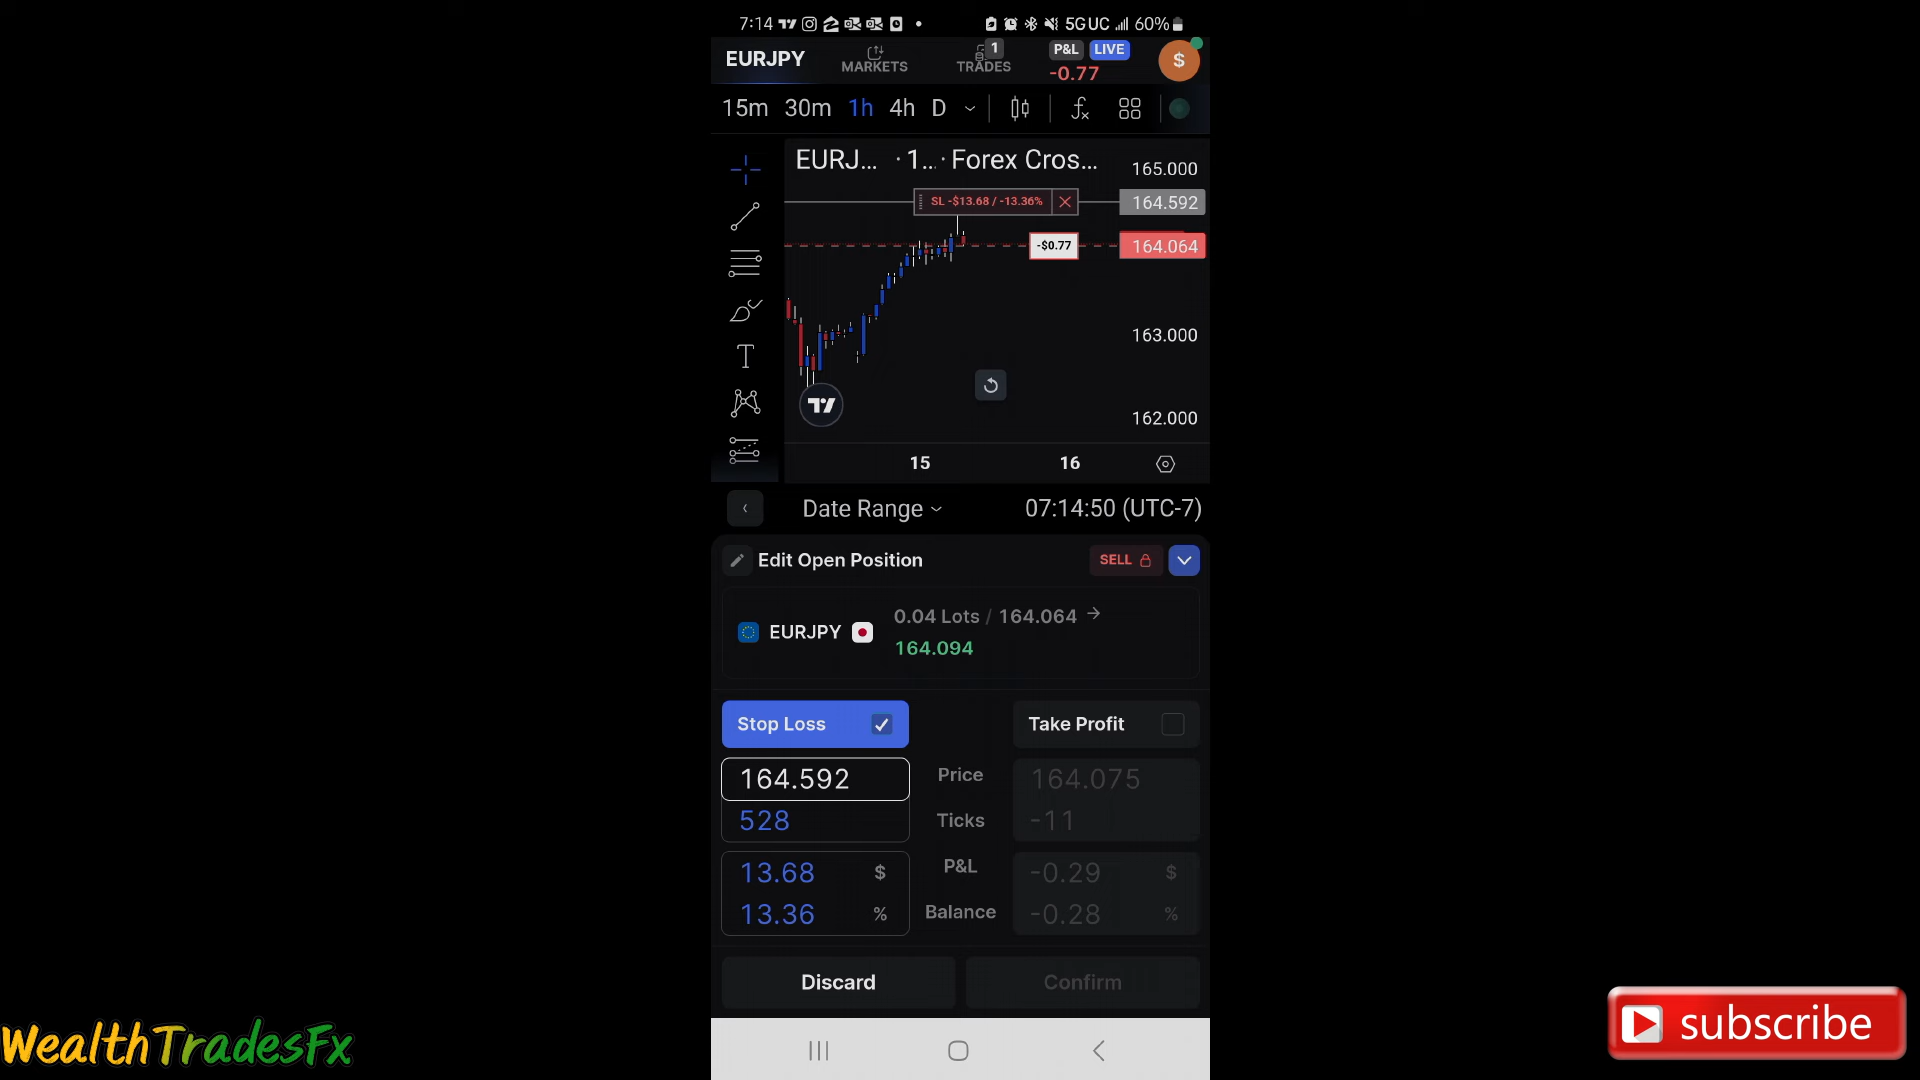 7:14 5GUC 60%
EURJPY MARKETS TRADES 1 P&L LIVE -0.77 $
15m 30m 1h 4h D
EURJ... · 1... · Forex Cros...
165.000
SL -$13.68 / -13.36% 164.592
-$0.77 164.064
163.000
162.000
15 16
Date Range 07:14:50 (UTC-7)
Edit Open Position SELL
EURJPY 0.04 Lots / 164.064 →
164.094
Stop Loss Take Profit
164.592 Price 164.075
528 Ticks -11
13.68 $ P&L -0.29 $
13.36 % Balance -0.28 %
Discard Confirm
WealthTradesFx
subscribe